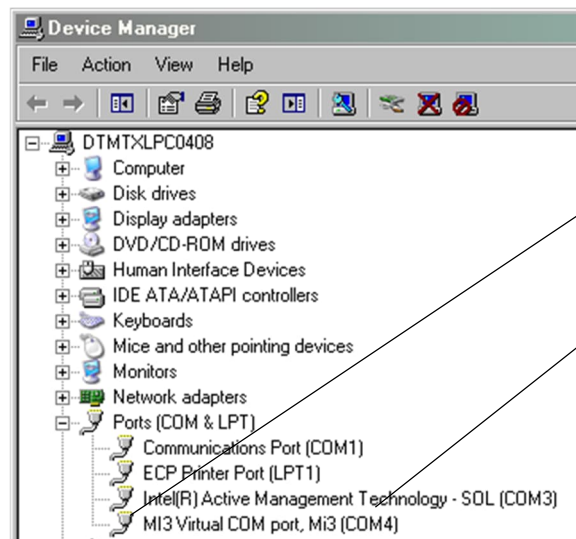 Device Manager
File Action View Help
DTMTXLPC0408
Computer
Disk drives
Display adapters
DVD/CD-ROM drives
Human Interface Devices
IDE ATA/ATAPI controllers
Keyboards
Mice and other pointing devices
Monitors
Network adapters
Ports (COM & LPT)
Communications Port (COM1)
ECP Printer Port (LPT1)
Intel(R) Active Management Technology - SOL (COM3)
MI3 Virtual COM port, Mi3 (COM4)